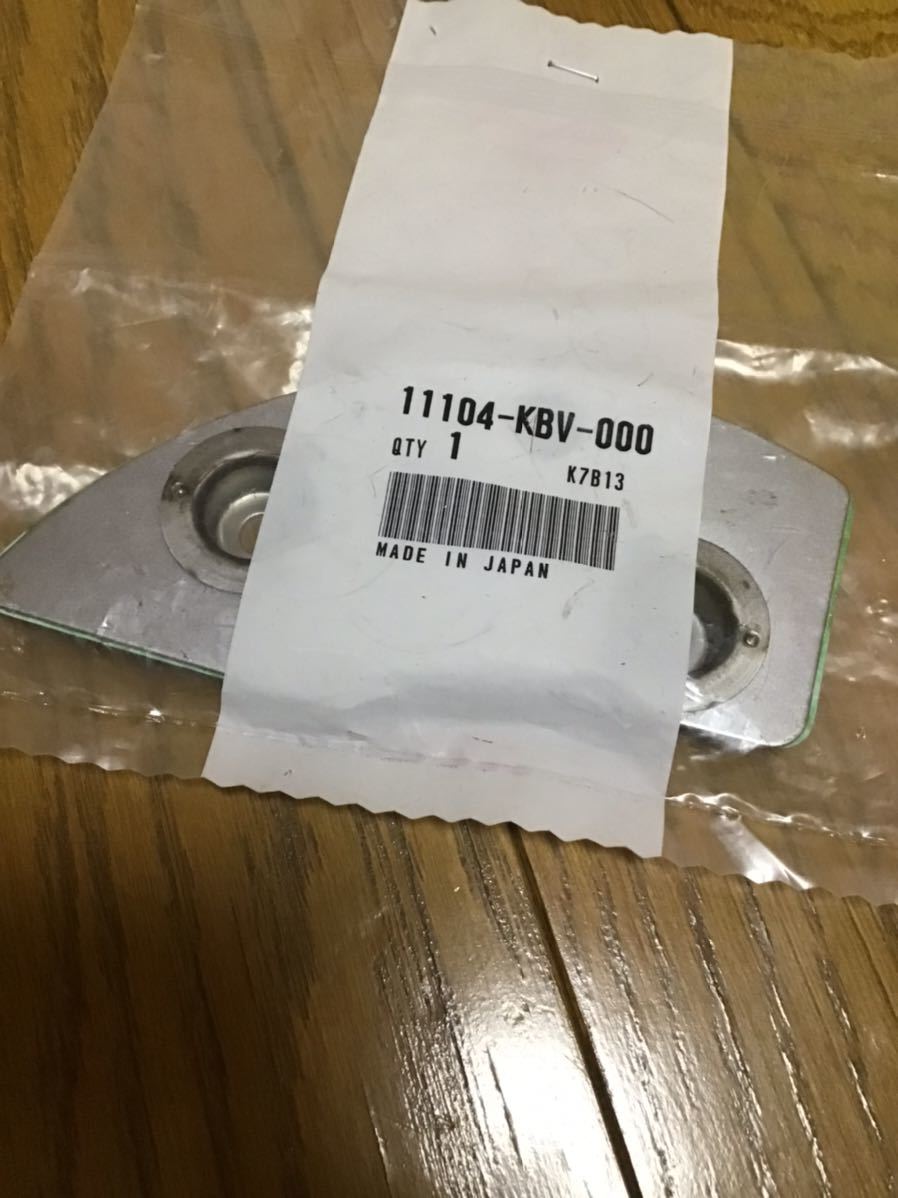 11104-KBV-000
QTY 1
K7B13
MADE IN JAPAN